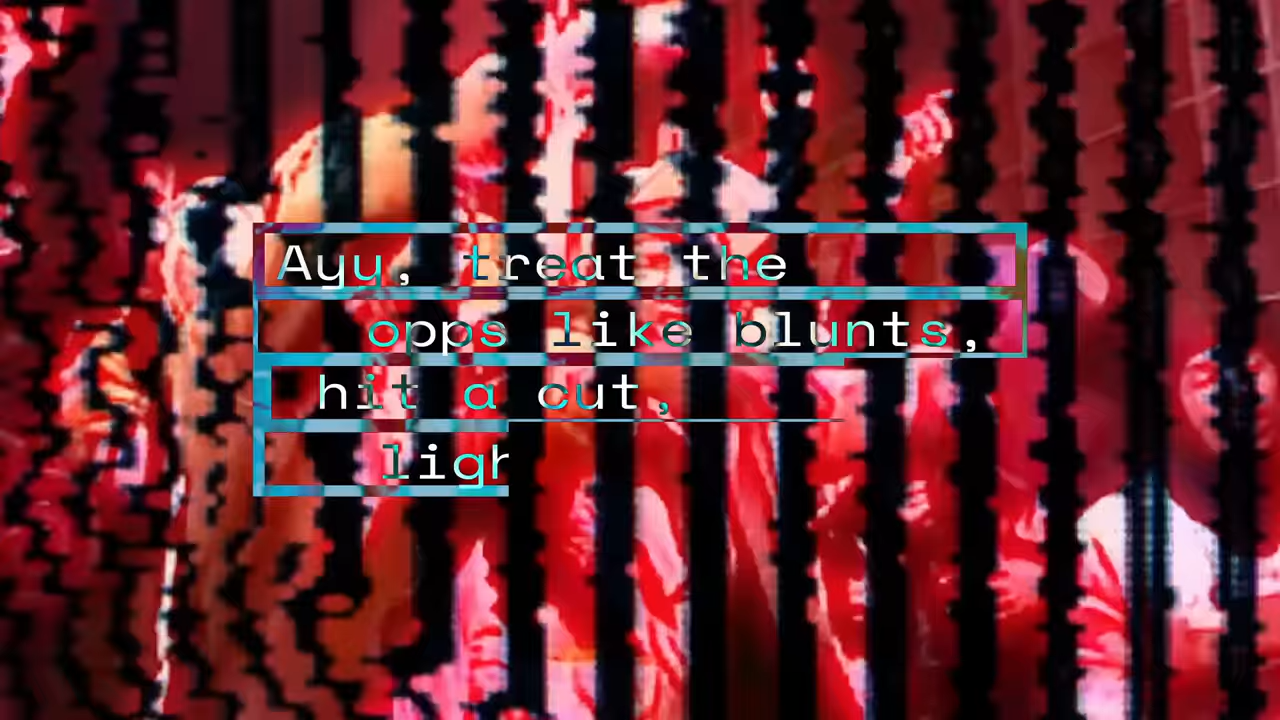 Ayy, treat the
opps like blunts,
hit a cut,
ligh